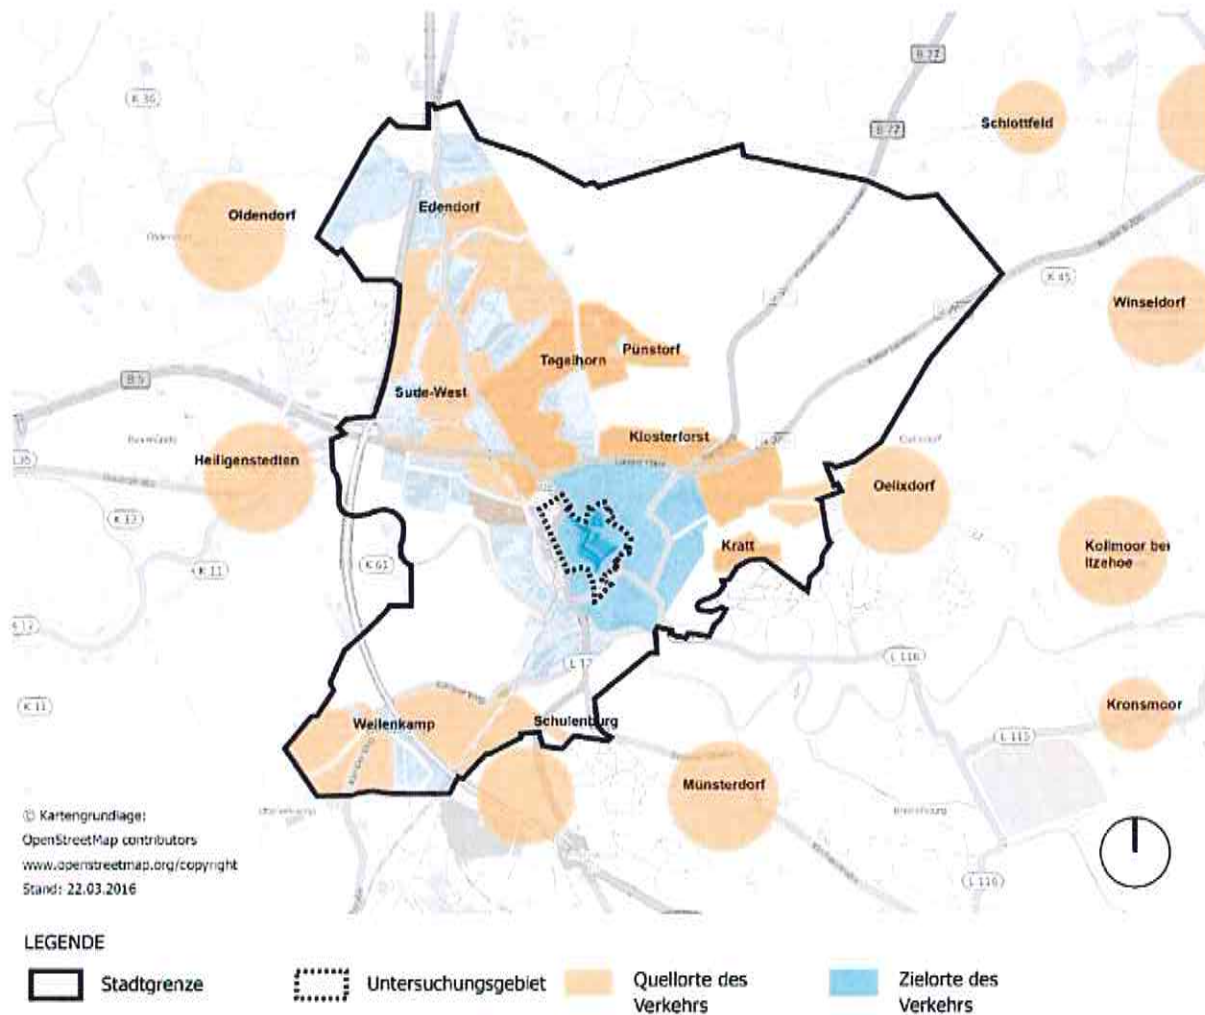 B 77
K 36
Schlottfeld
B 77
Oldendorf
Edendorf
K 45
Winseldorf
Tegelhorn
Pünstorf
B 5
Sude-West
Klosterforst
Heiligenstedten
Oelixdorf
K 12
Kratt
Kollmoor bei
Itzehoe
K 61
K 11
L 116
K 11
Wellenkamp
Schulenburg
Kronsmoor
L 115
Münsterdorf
L 116
© Kartengrundlage:
OpenStreetMap contributors
www.openstreetmap.org/copyright
Stand: 22.03.2016
LEGENDE
Stadtgrenze
Untersuchungsgebiet
Quellorte des
Verkehrs
Zielorte des
Verkehrs